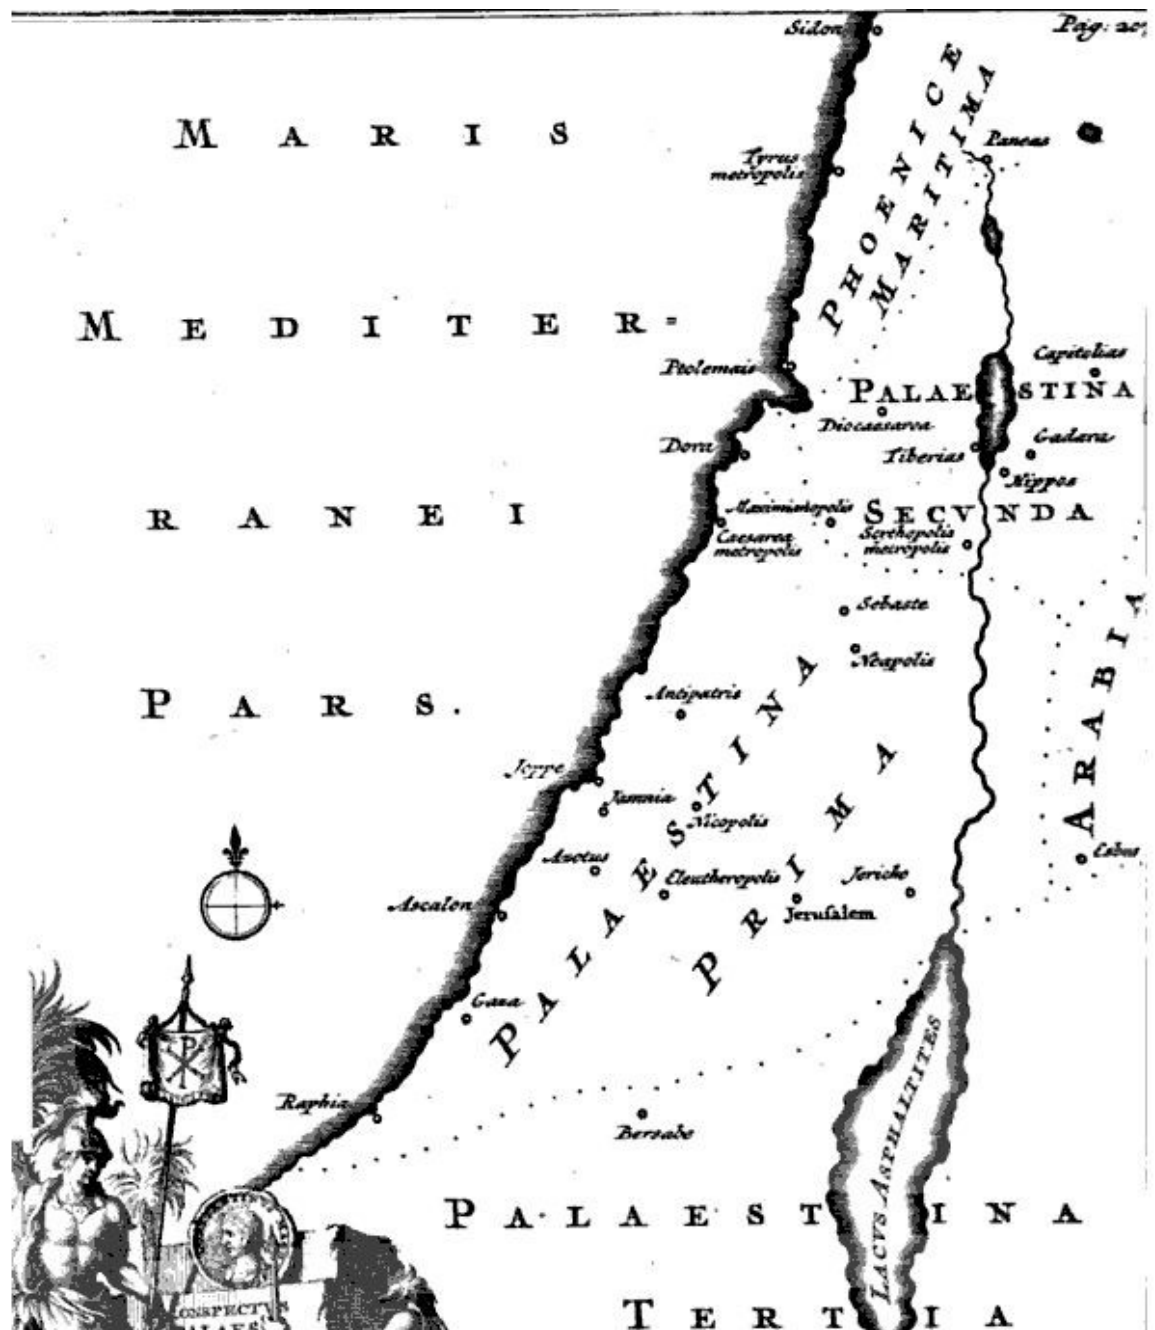 Sidon
Pag: 20
PHOENICE
MARITIMA
Paneas
MARIS
Tyrus
metropolis
MEDITER=
Ptolemais
Capitolias
PALAESTINA
Diocaesarea
Dora
Tiberias
Gadara
Hippos
RANEI
Maximianopolis
SECVNDA
Caesarea
metropolis
Scythopolis
metropolis
Sebaste
Neapolis
ARABIA
PARS.
Antipatris
PALAESTINA
PRIMA
Joppe
Jamnia
Nicopolis
Azotus
Eleutheropolis
Jericho
Esbus
Ascalon
Jerusalem
Gaza
LACVS ASPHALTITES
Raphia
Bersabe
PALAESTINA
TERTIA